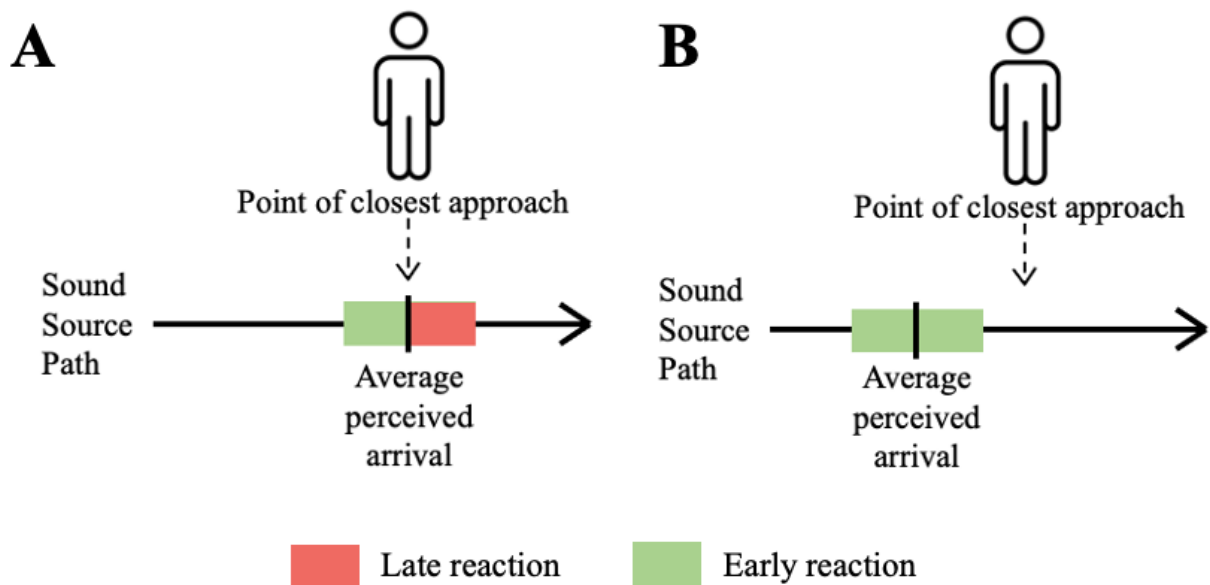 A
Point of closest approach
Sound
Source
Path
Average
perceived
arrival
B
Point of closest approach
Sound
Source
Path
Average
perceived
arrival
Late reaction
Early reaction